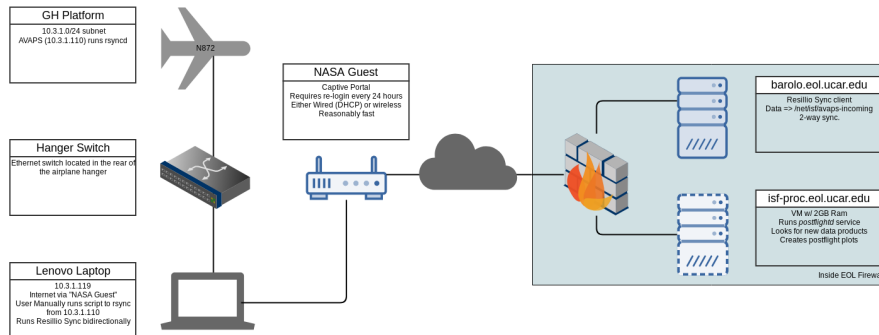 GH Platform
10.3.1.0/24 subnet
AVAPS (10.3.1.110) runs rsyncd
N872
NASA Guest
Captive Portal
Requires re-login every 24 hours
Either Wired (DHCP) or wireless
Reasonably fast
barolo.eol.ucar.edu
Resillio Sync client
Data => /net/isf/avaps-incoming
2-way sync.
Hanger Switch
Ethernet switch located in the rear of
the airplane hanger
isf-proc.eol.ucar.edu
VM w/ 2GB Ram
Runs postflightd service
Looks for new data products
Creates postflight plots
Inside EOL Firewa
Lenovo Laptop
10.3.1.119
Internet via "NASA Guest"
User Manually runs script to rsync
from 10.3.1.110
Runs Resillio Sync bidirectionally